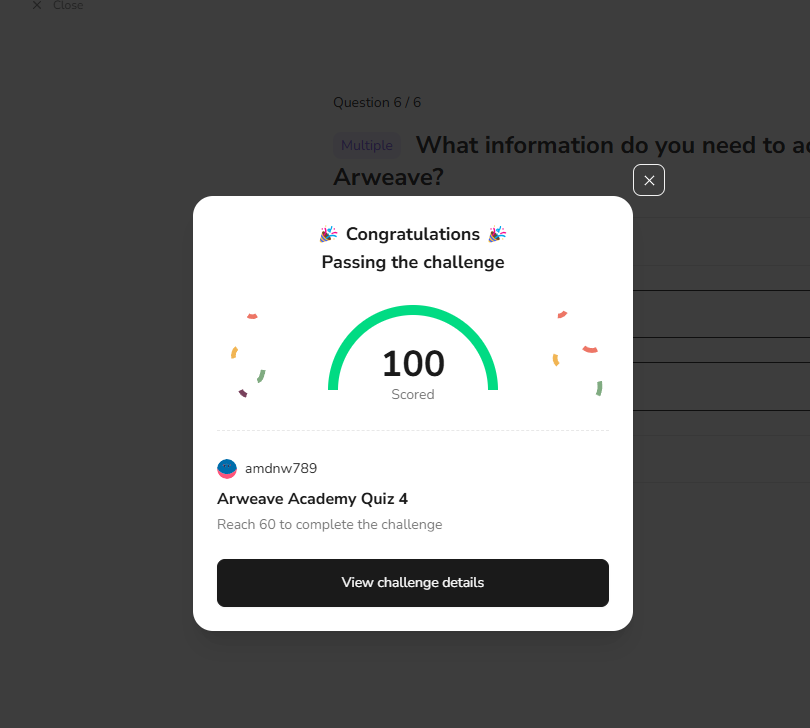 Close
Question 6 / 6
Multiple What information do you need to a
Arweave?
Congratulations
Passing the challenge
100
Scored
amdnw789
Arweave Academy Quiz 4
Reach 60 to complete the challenge
View challenge details